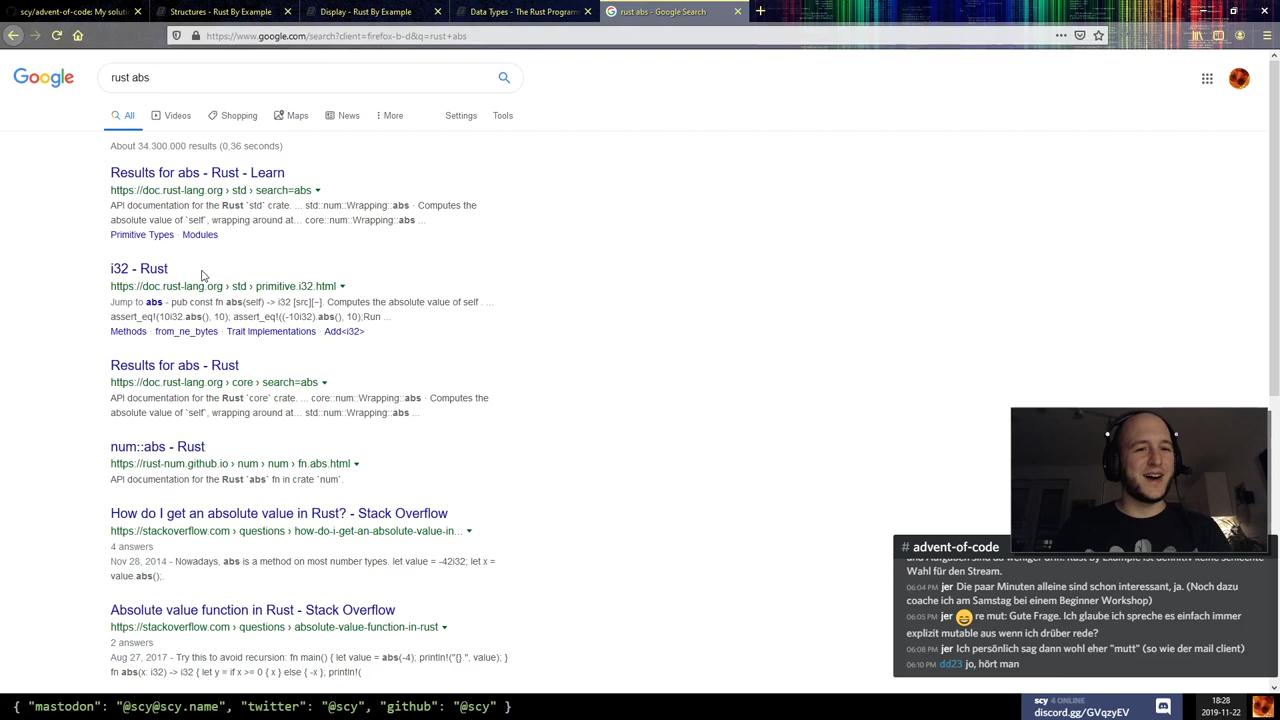 scy/advent-of-code: My soluti
Structures - Rust By Example
Display - Rust By Example
Data Types - The Rust Program
rust abs - Google Search
https://www.google.com/search?client=firefox-b-d&q=rust+abs
Google
rust abs
All
Videos
Shopping
Maps
News
More
Settings
Tools
About 34.300.000 results (0,36 seconds)
Results for abs - Rust - Learn
https://doc.rust-lang.org › std › search=abs
API documentation for the Rust `std` crate. ... std::num::Wrapping::abs · Computes the
absolute value of `self`, wrapping around at... core::num::Wrapping::abs ...
Primitive Types · Modules
i32 - Rust
https://doc.rust-lang.org › std › primitive.i32.html
Jump to abs - pub const fn abs(self) -> i32 [src][−]. Computes the absolute value of self . ...
assert_eq!(10i32.abs(), 10); assert_eq!((-10i32).abs(), 10);Run ...
Methods · from_ne_bytes · Trait Implementations · Add<i32>
Results for abs - Rust
https://doc.rust-lang.org › core › search=abs
API documentation for the Rust `core` crate. ... core::num::Wrapping::abs · Computes the
absolute value of `self`, wrapping around at... std::num::Wrapping::abs ...
num::abs - Rust
https://rust-num.github.io › num › num › fn.abs.html
API documentation for the Rust `abs` fn in crate `num`.
How do I get an absolute value in Rust? - Stack Overflow
https://stackoverflow.com › questions › how-do-i-get-an-absolute-value-in...
4 answers
Nov 28, 2014 - Nowadays, abs is a method on most number types. let value = -42i32; let x =
value.abs();.
Absolute value function in Rust - Stack Overflow
https://stackoverflow.com › questions › absolute-value-function-in-rust
2 answers
Aug 27, 2017 - Try this to avoid recursion: fn main() { let value = abs(-4); println!("{}.", value); }
fn abs(x: i32) -> i32 { let y = if x >= 0 { x } else { -x }; println!(
# advent-of-code
Wahl für den Stream.
06:04 PM jer Die paar Minuten alleine sind schon interessant, ja. (Noch dazu
coache ich am Samstag bei einem Beginner Workshop)
06:05 PM jer 😄 re mut: Gute Frage. Ich glaube ich spreche es einfach immer
explizit mutable aus wenn ich drüber rede?
06:08 PM jer Ich persönlich sag dann wohl eher "mutt" (so wie der mail client)
06:10 PM dd23 jo, hört man
{ "mastodon": "@scy@scy.name", "twitter": "@scy", "github": "@scy" }
scy 4 ONLINE
discord.gg/GVqzyEV
18:28
2019-11-22